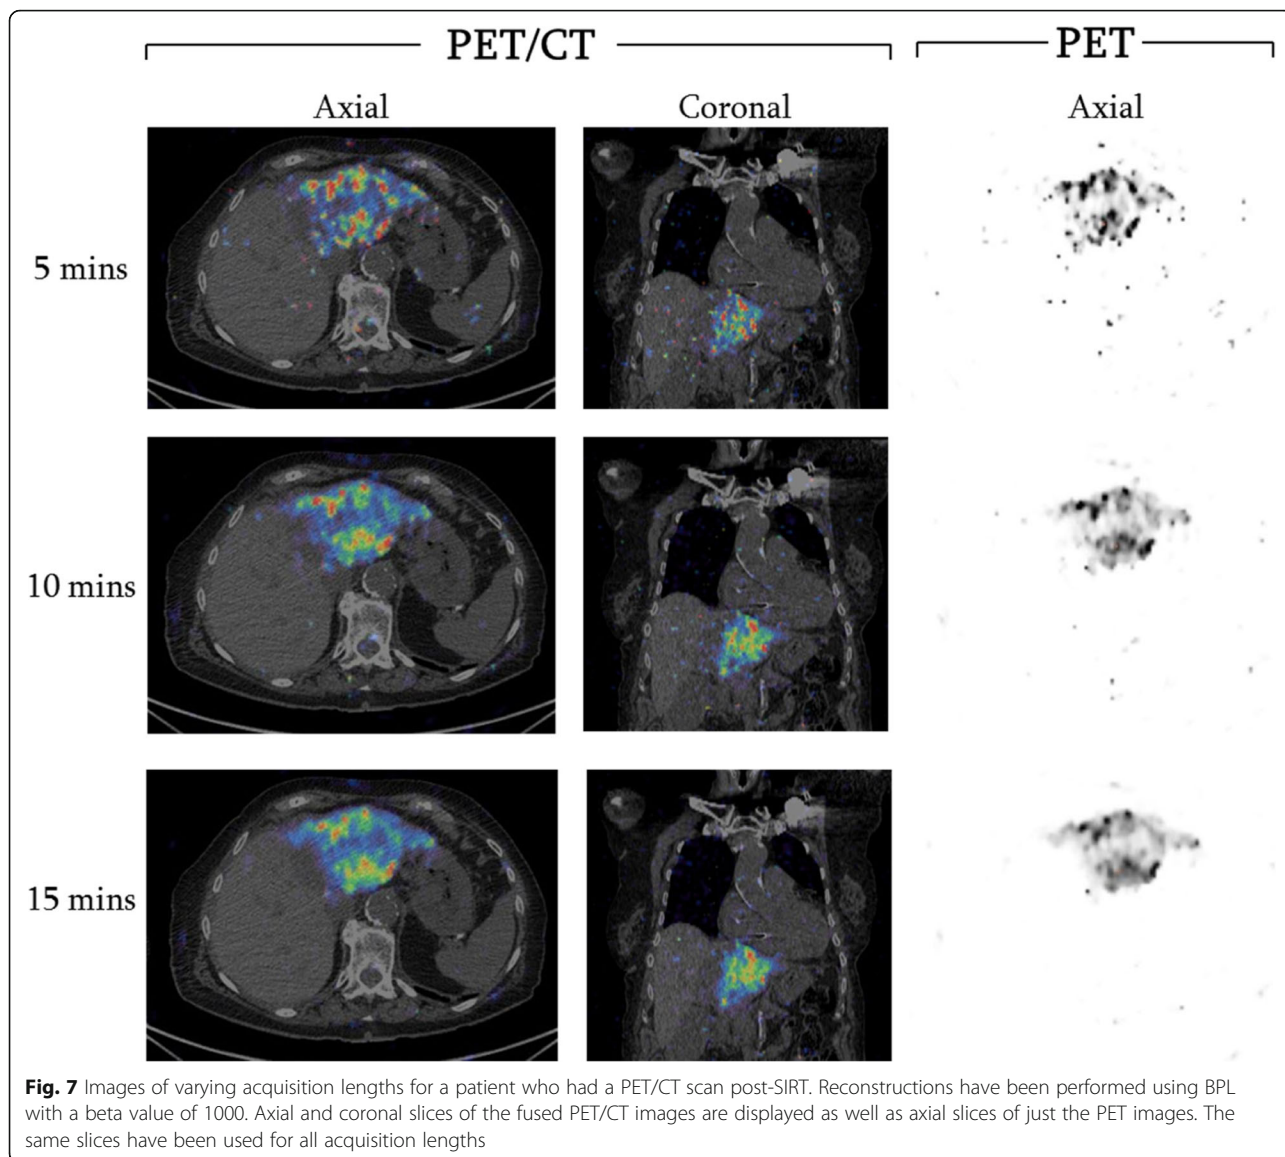 PET/CT
PET
Axial
Coronal
Axial
5 mins
10 mins
15 mins
Fig. 7 Images of varying acquisition lengths for a patient who had a PET/CT scan post-SIRT. Reconstructions have been performed using BPL
with a beta value of 1000. Axial and coronal slices of the fused PET/CT images are displayed as well as axial slices of just the PET images. The
same slices have been used for all acquisition lengths